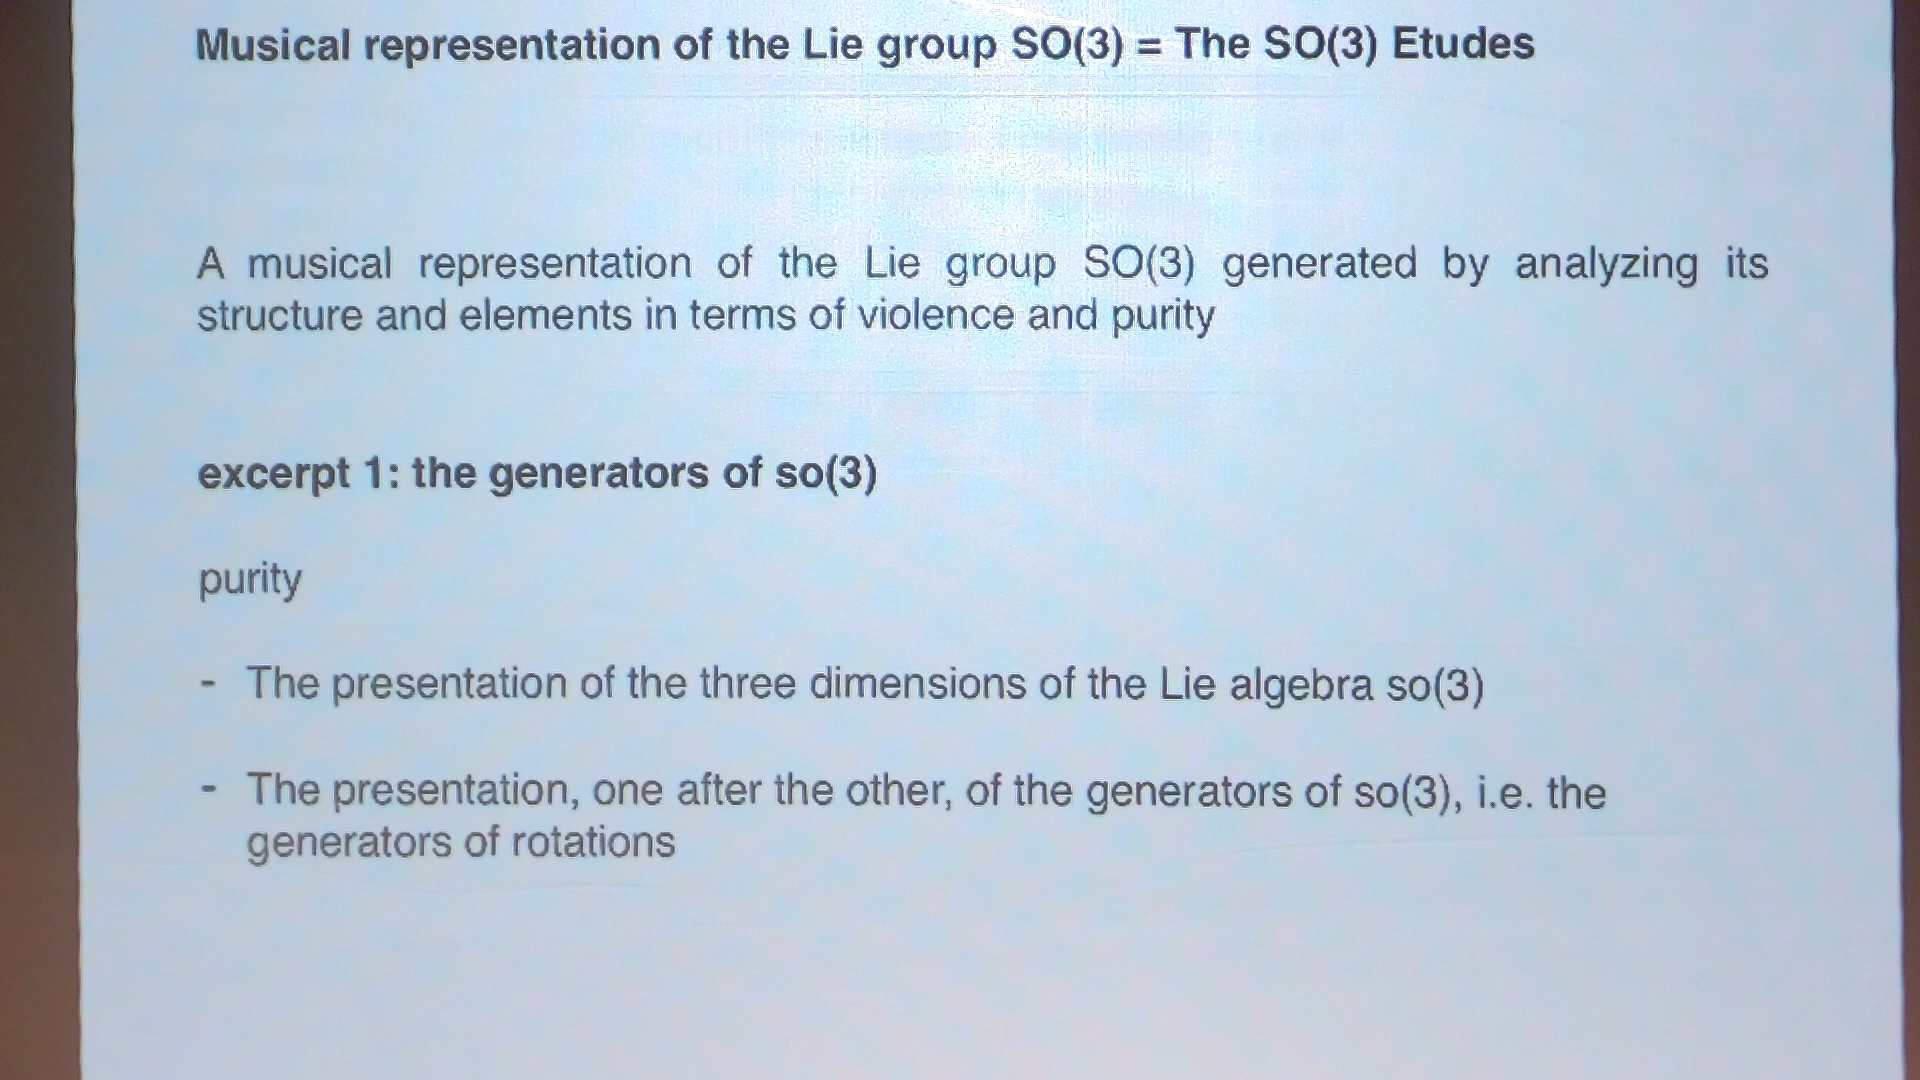 Musical representation of the Lie group SO(3) = The SO(3) Etudes
A musical representation of the Lie group SO(3) generated by analyzing its
structure and elements in terms of violence and purity
excerpt 1: the generators of so(3)
purity
- The presentation of the three dimensions of the Lie algebra so(3)
- The presentation, one after the other, of the generators of so(3), i.e. the
generators of rotations